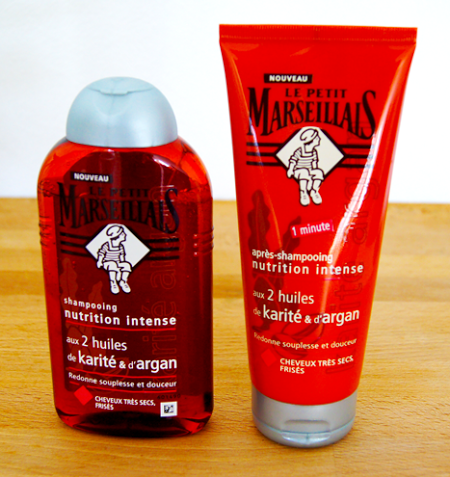 NOUVEAU
LE PETIT
MARSEILLAIS
shampooing
nutrition intense
aux 2 huiles
de karité & d'argan
Redonne souplesse et douceur
CHEVEUX TRÈS SECS,
FRISÉS
NOUVEAU
LE PETIT
MARSEILLAIS
1 minute
après-shampooing
nutrition intense
aux 2 huiles
de karité & d'argan
Redonne souplesse et douceur
CHEVEUX TRÈS SECS,
FRISÉS